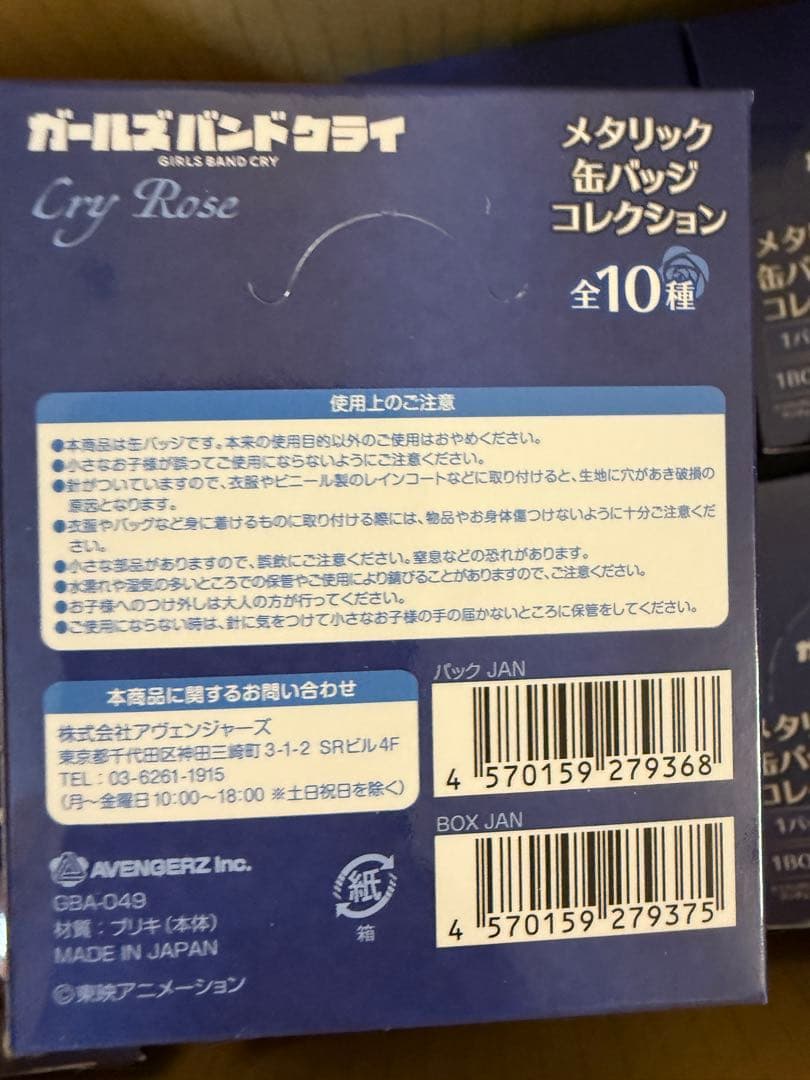 ガールズバンドクライ
GIRLS BAND CRY
Cry Rose
メタリック
缶バッジ
コレクション
全10種
使用上のご注意
●本商品は缶バッジです。本来の使用目的以外のご使用はおやめください。
●小さなお子様が誤ってご使用にならないようにご注意ください。
●針がついていますので、衣服やビニール製のレインコートなどに取り付けると、生地に穴があき破損の
原因となります。
●衣服やバッグなど身に着けるものに取り付ける際には、物品やお身体傷つけないように十分ご注意くだ
さい。
●小さな部品がありますので、誤飲にご注意ください。窒息などの恐れがあります。
●水濡れや湿気の多いところでの保管やご使用により錆びることがありますので、ご注意ください。
●お子様へのつけ外しは大人の方が行ってください。
●ご使用にならない時は、針に気をつけて小さなお子様の手の届かないところに保管をしてください。
本商品に関するお問い合わせ
株式会社アヴェンジャーズ
東京都千代田区神田三崎町3-1-2 SRビル4F
TEL：03-6261-1915
(月〜金曜日10:00〜18:00 ※土日祝日を除く)
パック JAN
4 570159 279368
BOX JAN
4 570159 279375
AVENGERZ Inc.
GBA-049
材質：ブリキ(本体)
MADE IN JAPAN
©東映アニメーション
紙
箱
メタ
缶バ
コレ
1パ
1BO
メタ
缶バ
コレ
1パ
1BO